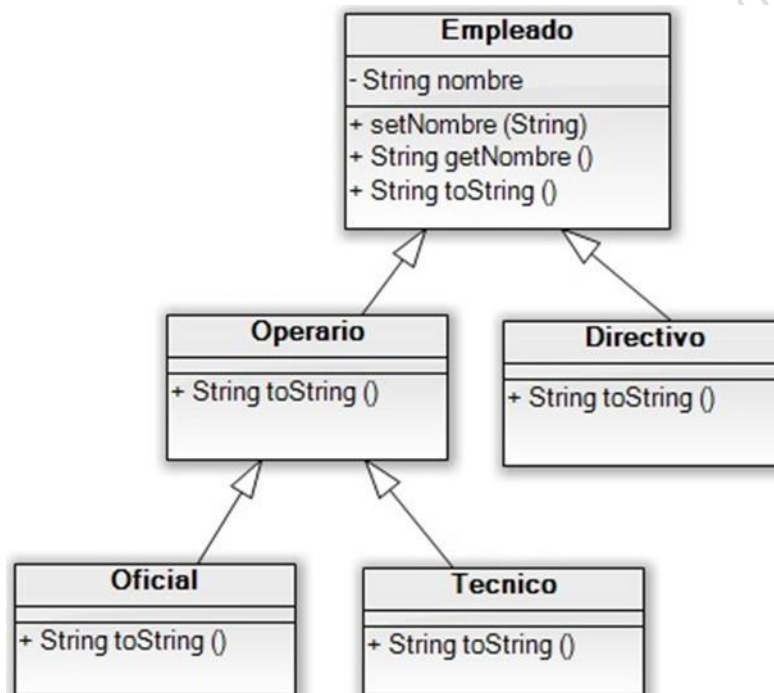 Empleado
- String nombre
+ setNombre (String)
+ String getNombre ()
+ String toString ()
Operario
+ String toString ()
Directivo
+ String toString ()
Oficial
+ String toString ()
Tecnico
+ String toString ()